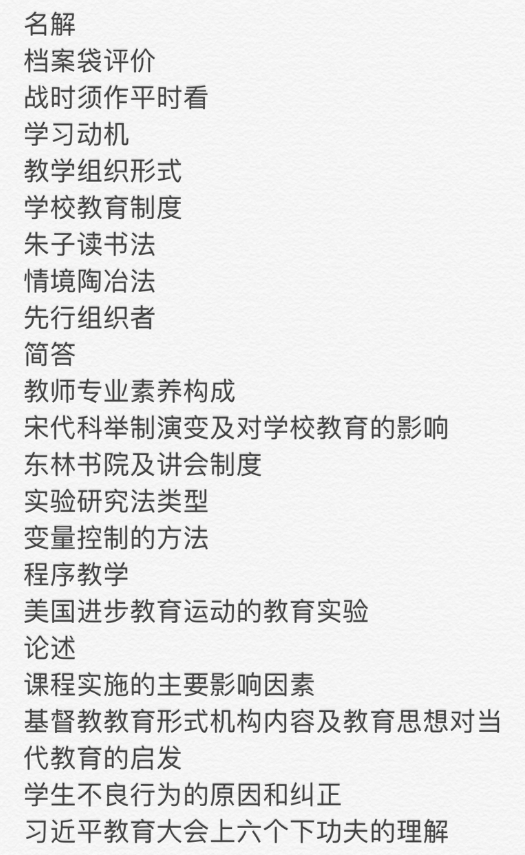 名解
档案袋评价
战时须作平时看
学习动机
教学组织形式
学校教育制度
朱子读书法
情境陶冶法
先行组织者
简答
教师专业素养构成
宋代科举制演变及对学校教育的影响
东林书院及讲会制度
实验研究法类型
变量控制的方法
程序教学
美国进步教育运动的教育实验
论述
课程实施的主要影响因素
基督教教育形式机构内容及教育思想对当
代教育的启发
学生不良行为的原因和纠正
习近平教育大会上六个下功夫的理解